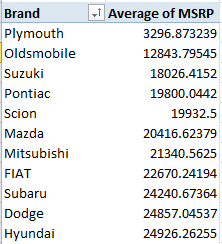 Brand Average of MSRP
Plymouth 3296.873239
Oldsmobile 12843.79545
Suzuki 18026.4152
Pontiac 19800.0442
Scion 19932.5
Mazda 20416.62379
Mitsubishi 21340.5625
FIAT 22670.24194
Subaru 24240.67364
Dodge 24857.04537
Hyundai 24926.26255